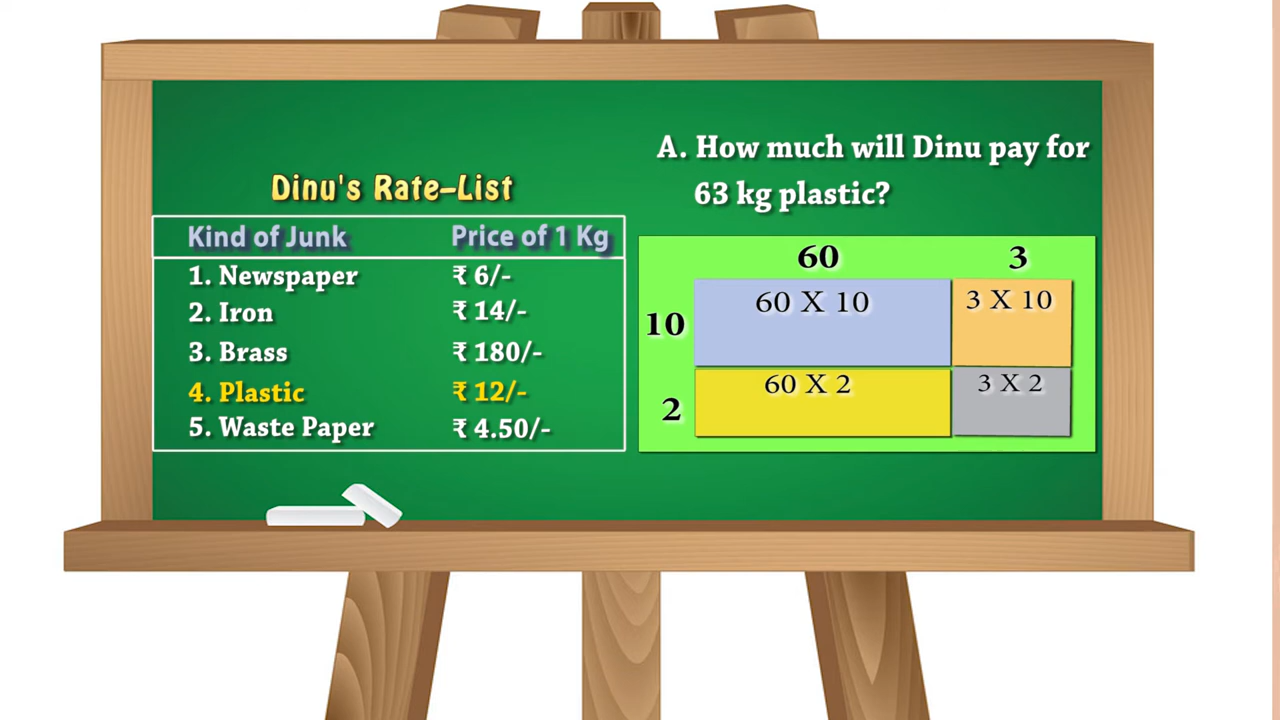 Dinu's Rate-List
Kind of Junk Price of 1 Kg
1. Newspaper ₹ 6/-
2. Iron ₹ 14/-
3. Brass ₹ 180/-
4. Plastic ₹ 12/-
5. Waste Paper ₹ 4.50/-
A. How much will Dinu pay for
63 kg plastic?
60 3
10 60 X 10 3 X 10
2 60 X 2 3 X 2